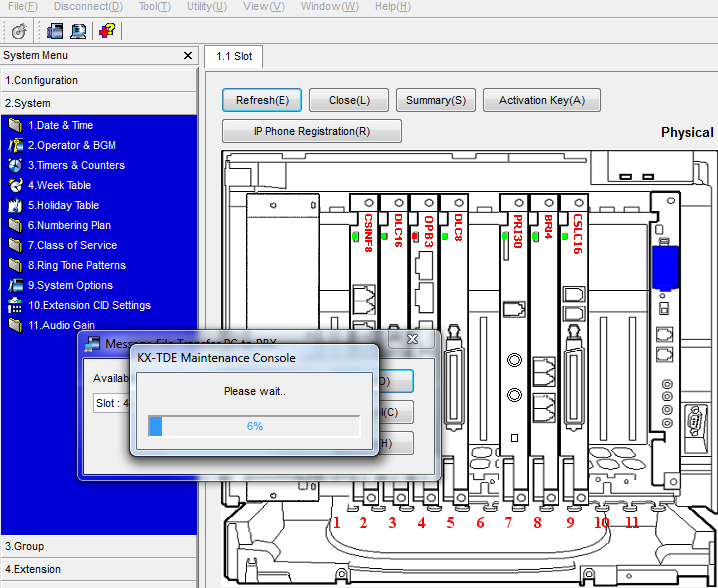 File(F) Disconnect(D) Tool(T) Utility(U) View(V) Window(W) Help(H)
System Menu
1.1 Slot
1.Configuration
2.System
1.Date & Time
2.Operator & BGM
3.Timers & Counters
4.Week Table
5.Holiday Table
6.Numbering Plan
7.Class of Service
8.Ring Tone Patterns
9.System Options
10.Extension CID Settings
11.Audio Gain
3.Group
4.Extension
Refresh(E) Close(L) Summary(S) Activation Key(A)
IP Phone Registration(R)
Physical
CSINF8
DLC16
OPB3
DLC8
PRI30
BRI4
CSLC16
Message File Transfer PC to PBX
Availab
Slot : 4
O)
l(C)
(H)
KX-TDE Maintenance Console
Please wait..
6%
1 2 3 4 5 6 7 8 9 10 11